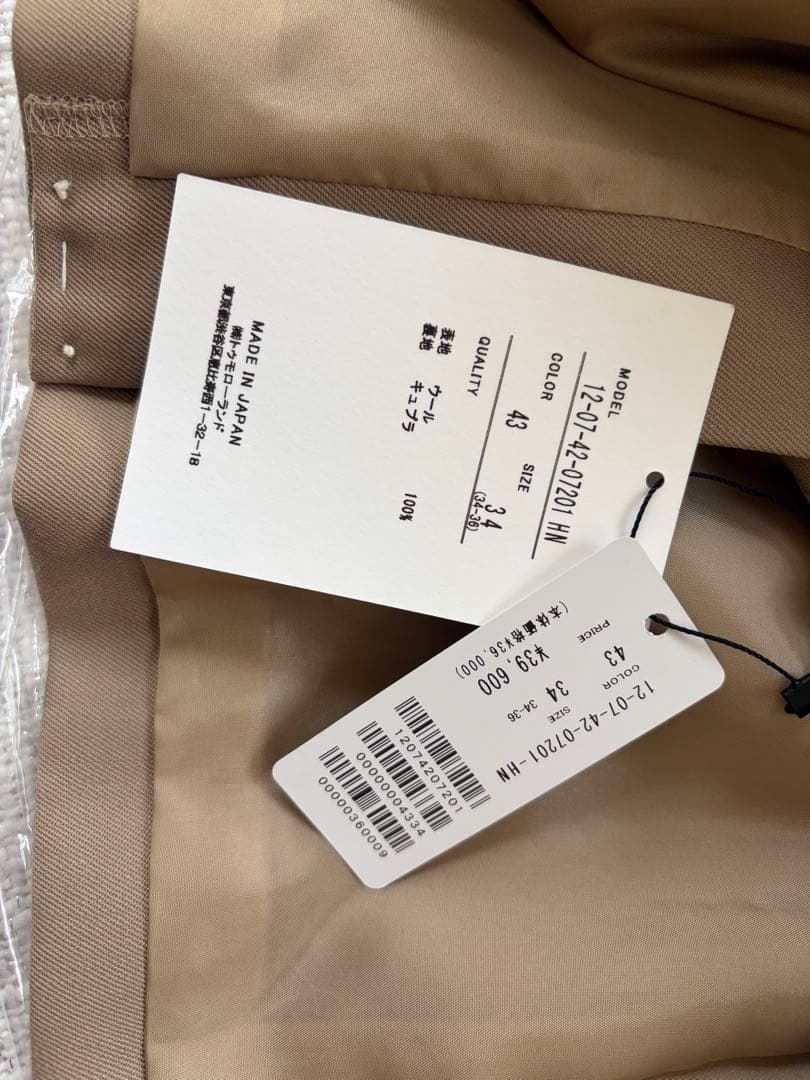 MODEL
12-07-42-07201 HN
COLOR SIZE
43 34
(34-36)
QUALITY
表地 ウール 100%
裏地 キュプラ
MADE IN JAPAN
㈱トゥモローランド
東京都渋谷区恵比寿西1-32-18
12-07-42-07201-HN
COLOR SIZE
43 34 34-36
PRICE
¥39,600
(本体価格¥36,000)
12074207201
00000004334
00000360009